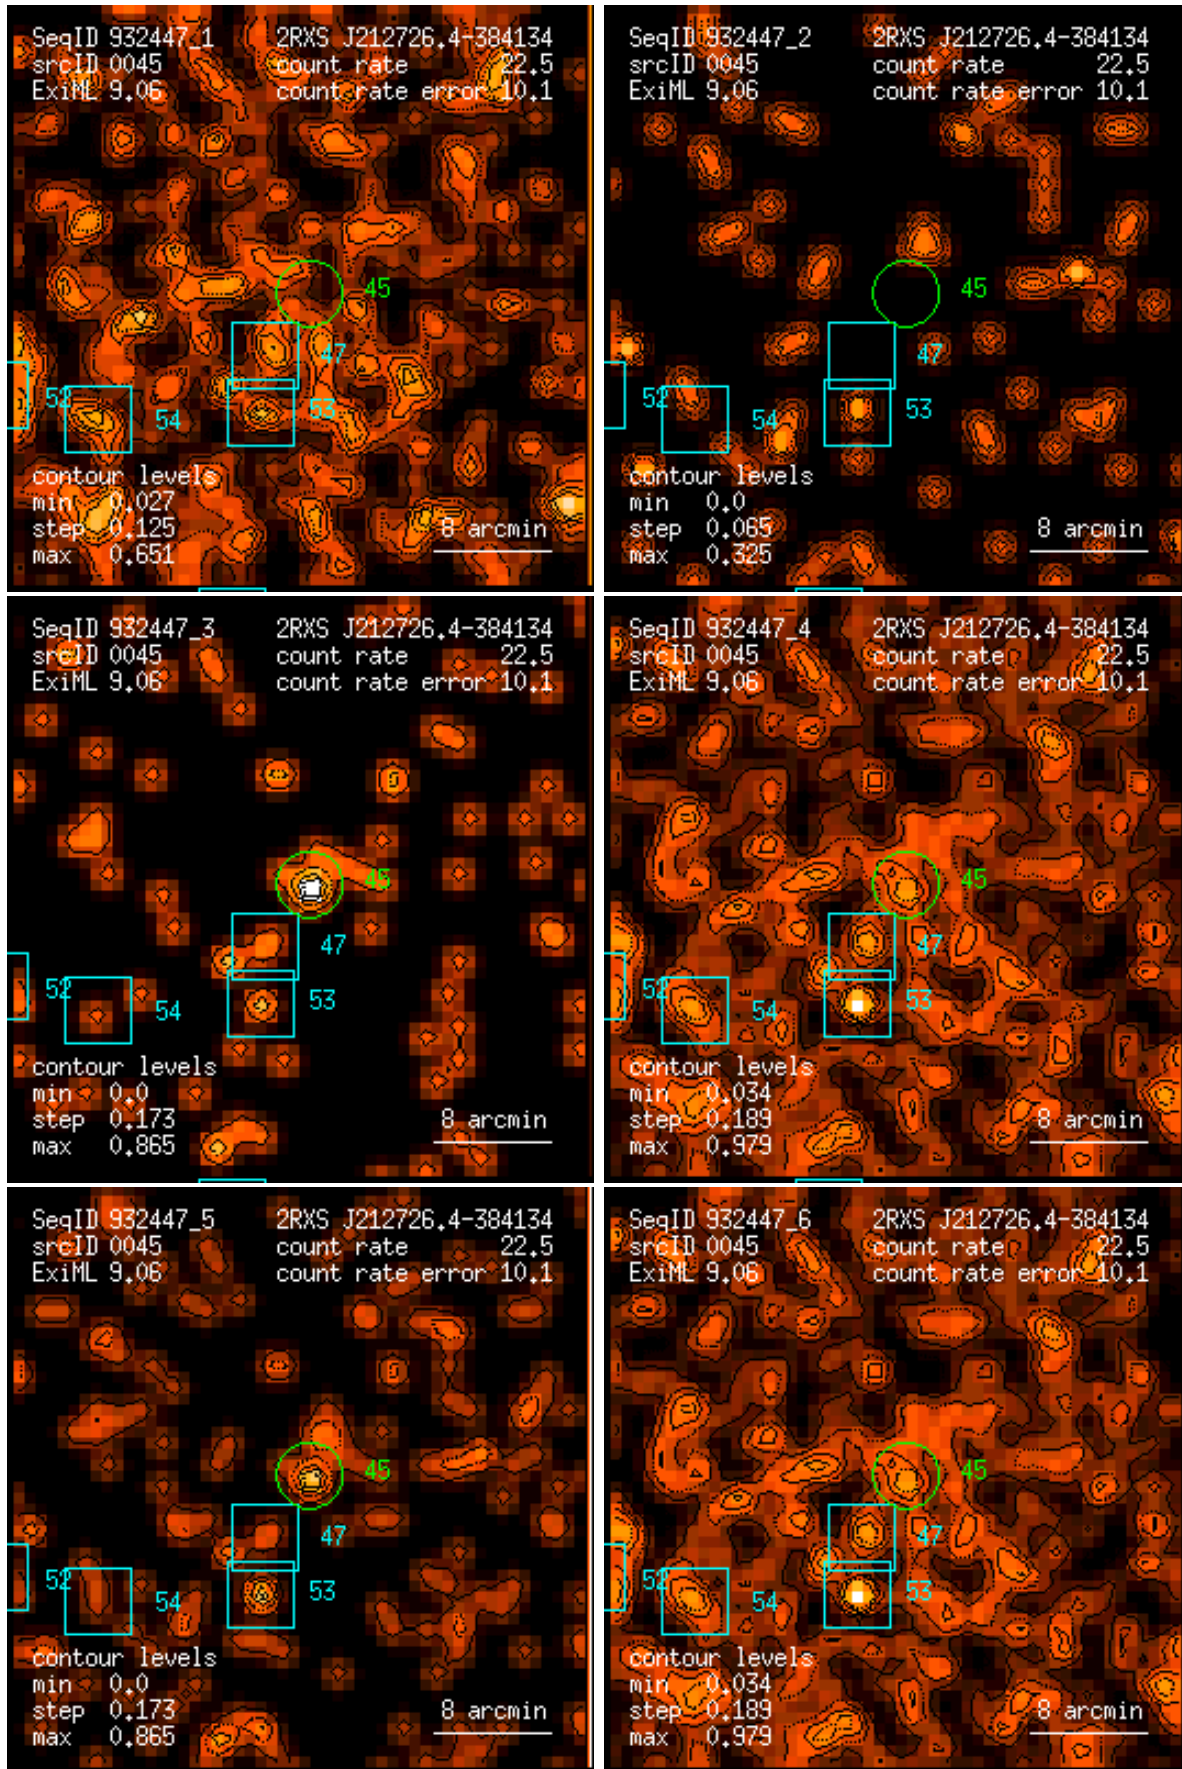 SeqID 932447_1 2RXS J212726.4-384134
srcID 0045 count rate 22.5
ExiML 9.06 count rate error 10.1
45
47
52
54 53
contour levels
min 0.027
step 0.125 8 arcmin
max 0.651
SeqID 932447_2 2RXS J212726.4-384134
srcID 0045 count rate 22.5
ExiML 9.06 count rate error 10.1
45
47
52
54 53
contour levels
min 0.0
step 0.065 8 arcmin
max 0.325
SeqID 932447_3 2RXS J212726.4-384134
srcID 0045 count rate 22.5
ExiML 9.06 count rate error 10.1
45
47
52
54 53
contour levels
min 0.0
step 0.173 8 arcmin
max 0.865
SeqID 932447_4 2RXS J212726.4-384134
srcID 0045 count rate 22.5
ExiML 9.06 count rate error 10.1
45
47
52
54 53
contour levels
min 0.034
step 0.189 8 arcmin
max 0.979
SeqID 932447_5 2RXS J212726.4-384134
srcID 0045 count rate 22.5
ExiML 9.06 count rate error 10.1
45
47
52
54 53
contour levels
min 0.0
step 0.173 8 arcmin
max 0.865
SeqID 932447_6 2RXS J212726.4-384134
srcID 0045 count rate 22.5
ExiML 9.06 count rate error 10.1
45
47
52
54 53
contour levels
min 0.034
step 0.189 8 arcmin
max 0.979